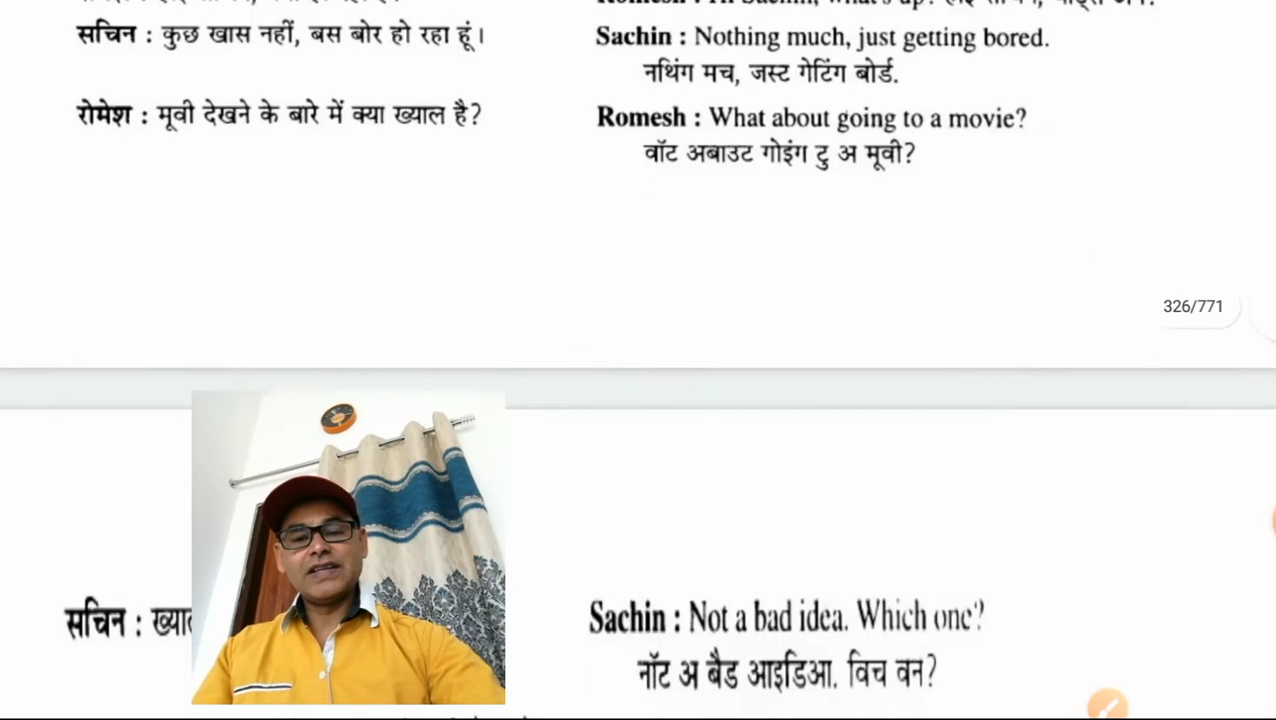 सचिन : कुछ खास नहीं, बस बोर हो रहा हूं।
Sachin : Nothing much, just getting bored.
नथिंग मच, जस्ट गेटिंग बोर्ड.
रोमेश : मूवी देखने के बारे में क्या ख्याल है?
Romesh : What about going to a movie?
वॉट अबाउट गोइंग टु अ मूवी?
326/771
सचिन :
Sachin : Not a bad idea. Which one?
नॉट अ बैड आइडिआ. विच वन?